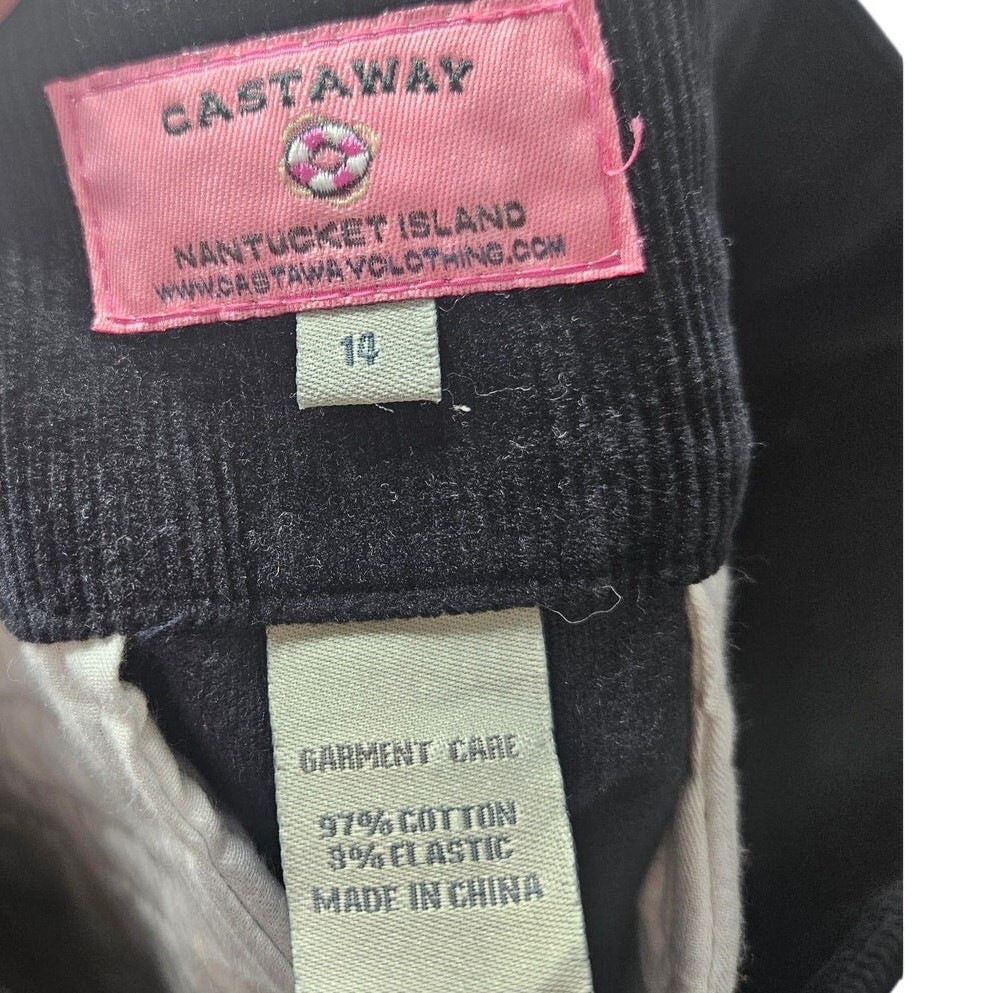 CASTAWAY
NANTUCKET ISLAND
WWW.CASTAWAYCLOTHING.COM
14
GARMENT CARE
97% COTTON
3% ELASTIC
MADE IN CHINA